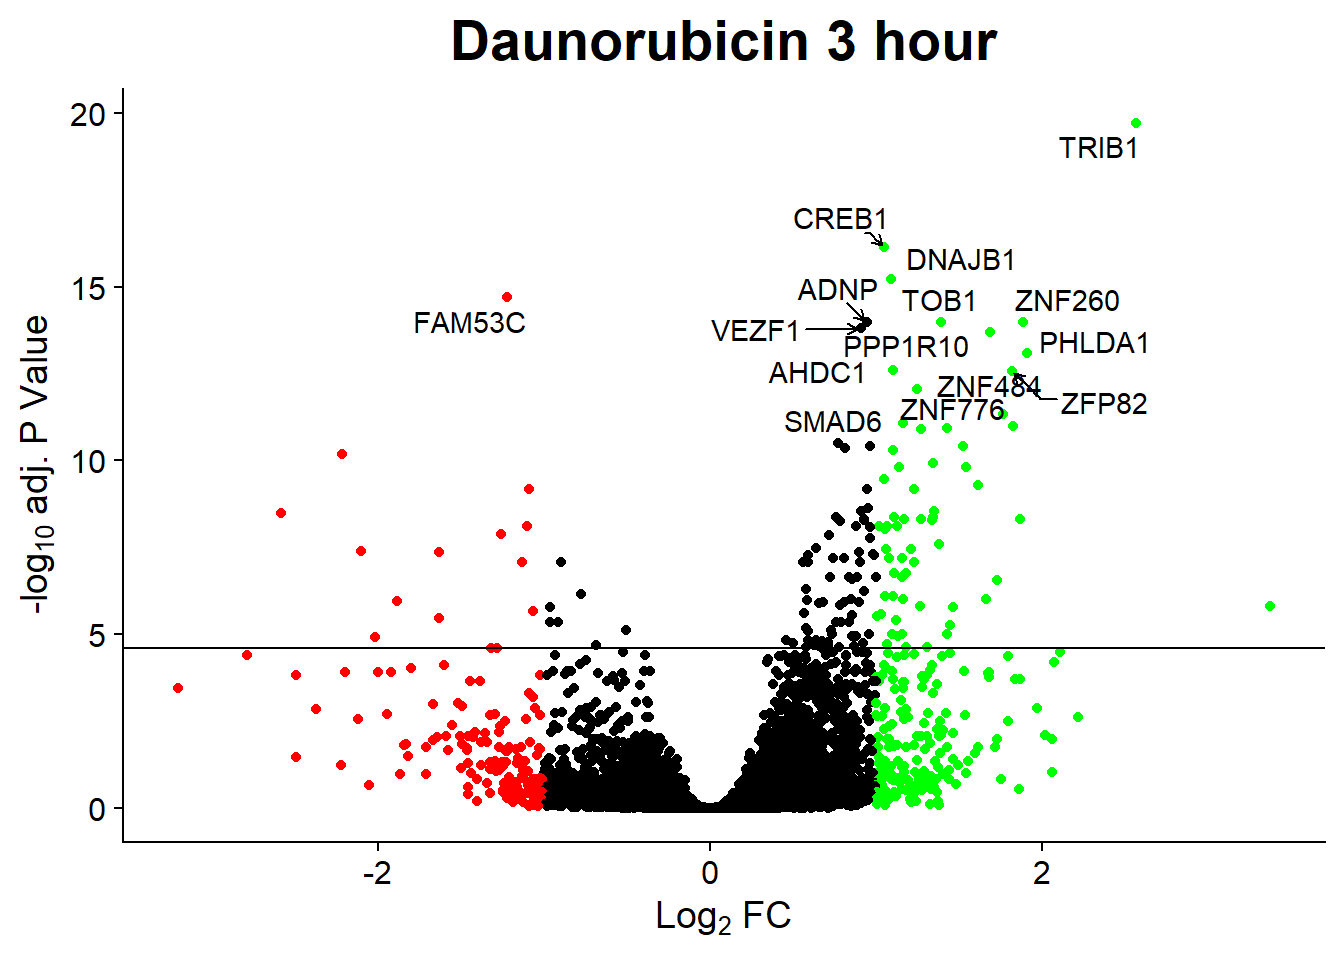 Daunorubicin 3 hour
20
TRIB1
CREB1
DNAJB1
15
ADNP
TOB1
ZNF260
FAM53C
VEZF1
PPP1R10
PHLDA1
AHDC1
ZNF484
ZFP82
SMAD6
ZNF776
10
5
0
-log10 adj. P Value
-2
0
2
Log2 FC